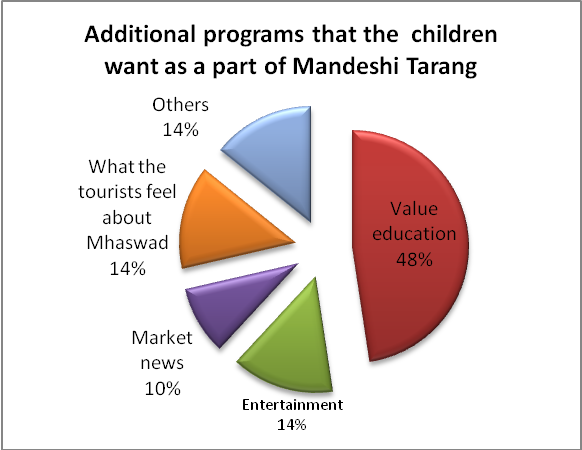 Additional programs that the children
want as a part of Mandeshi Tarang
Others
14%
What the
tourists feel
about
Mhaswad
14%
Market
news
10%
Entertainment
14%
Value
education
48%